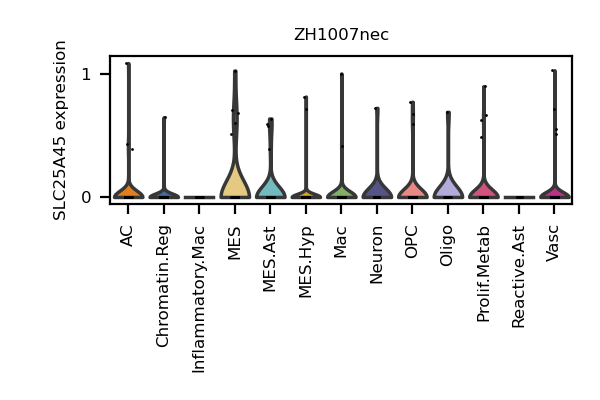 ZH1007nec
SLC25A45 expression
1
0
AC
Chromatin.Reg
Inflammatory.Mac
MES
MES.Ast
MES.Hyp
Mac
Neuron
OPC
Oligo
Prolif.Metab
Reactive.Ast
Vasc